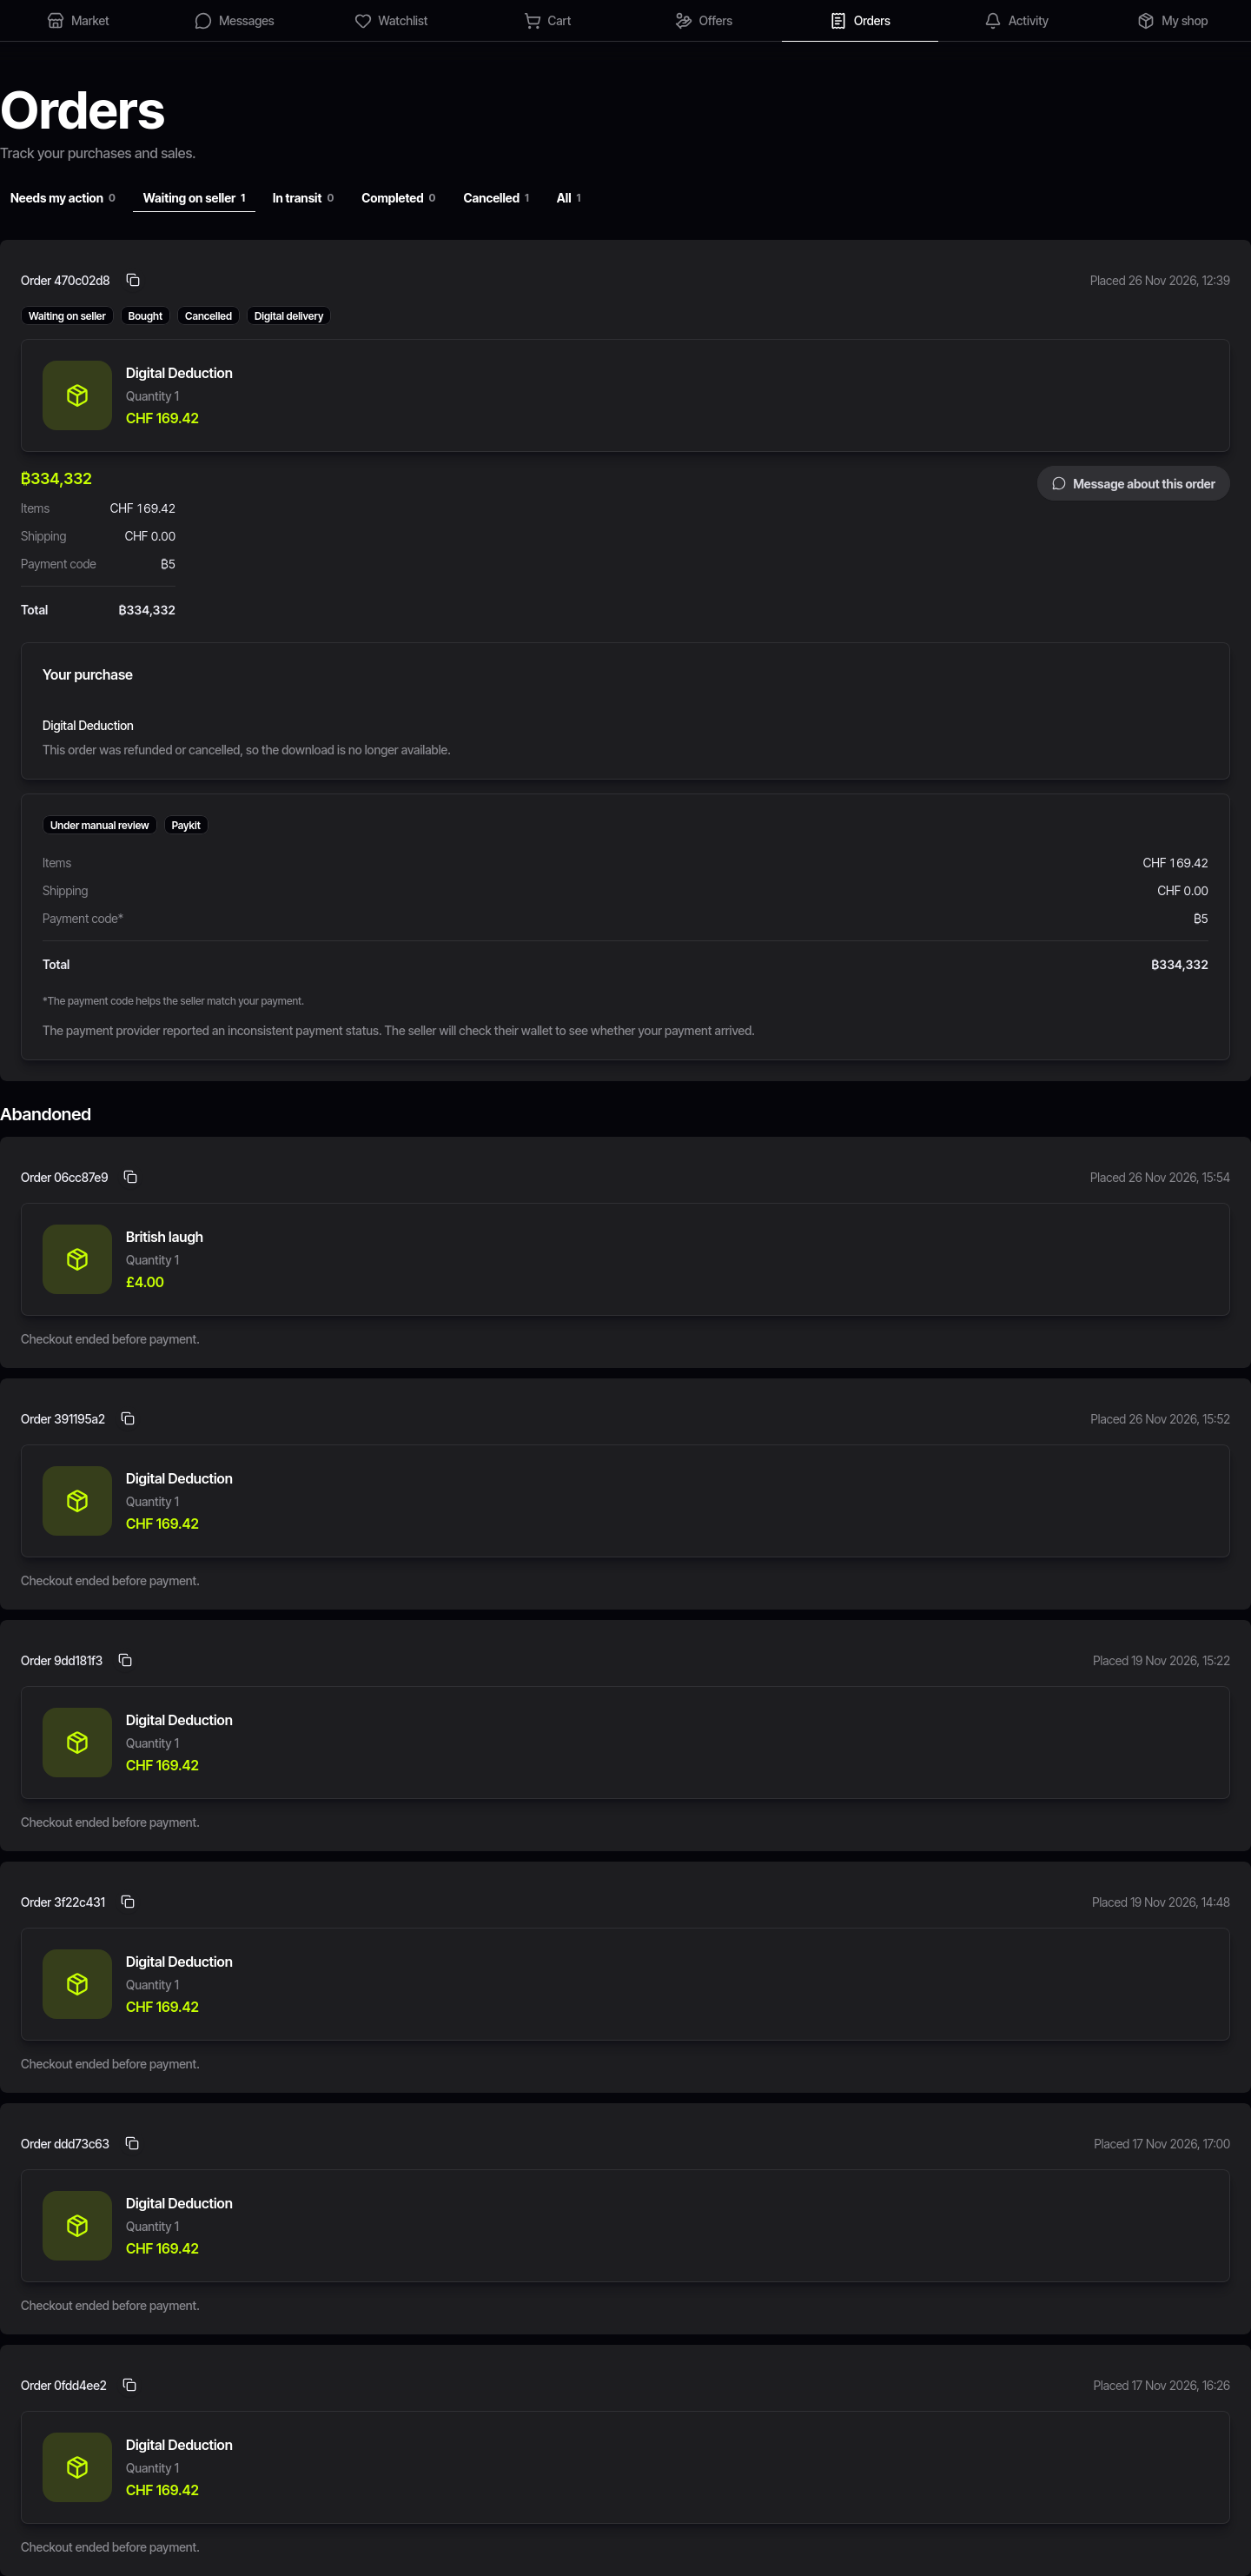 Market Messages Watchlist Cart Offers Orders Activity My shop
Orders
Track your purchases and sales.
Needs my action 0 Waiting on seller 1 In transit 0 Completed 0 Cancelled 1 All 1
Order 470c02d8 Placed 26 Nov 2026, 12:39
Waiting on seller Bought Cancelled Digital delivery
Digital Deduction
Quantity 1
CHF 169.42
₿334,332 Message about this order
Items CHF 169.42
Shipping CHF 0.00
Payment code ₿5
Total ₿334,332
Your purchase
Digital Deduction
This order was refunded or cancelled, so the download is no longer available.
Under manual review Paykit
Items CHF 169.42
Shipping CHF 0.00
Payment code* ₿5
Total ₿334,332
*The payment code helps the seller match your payment.
The payment provider reported an inconsistent payment status. The seller will check their wallet to see whether your payment arrived.
Abandoned
Order 06cc87e9 Placed 26 Nov 2026, 15:54
British laugh
Quantity 1
£4.00
Checkout ended before payment.
Order 391195a2 Placed 26 Nov 2026, 15:52
Digital Deduction
Quantity 1
CHF 169.42
Checkout ended before payment.
Order 9dd181f3 Placed 19 Nov 2026, 15:22
Digital Deduction
Quantity 1
CHF 169.42
Checkout ended before payment.
Order 3f22c431 Placed 19 Nov 2026, 14:48
Digital Deduction
Quantity 1
CHF 169.42
Checkout ended before payment.
Order ddd73c63 Placed 17 Nov 2026, 17:00
Digital Deduction
Quantity 1
CHF 169.42
Checkout ended before payment.
Order 0fdd4ee2 Placed 17 Nov 2026, 16:26
Digital Deduction
Quantity 1
CHF 169.42
Checkout ended before payment.